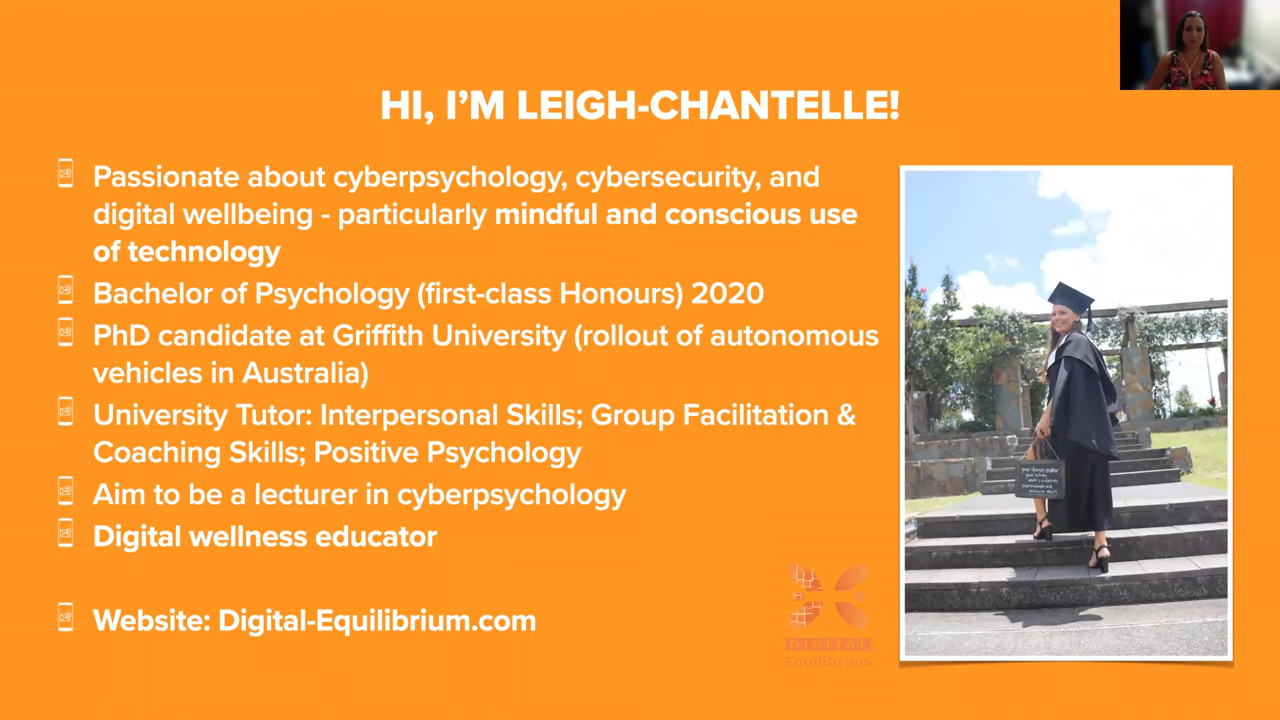 HI, I'M LEIGH-CHANTELLE!
Passionate about cyberpsychology, cybersecurity, and
digital wellbeing - particularly mindful and conscious use
of technology
Bachelor of Psychology (first-class Honours) 2020
PhD candidate at Griffith University (rollout of autonomous
vehicles in Australia)
University Tutor: Interpersonal Skills; Group Facilitation &
Coaching Skills; Positive Psychology
Aim to be a lecturer in cyberpsychology
Digital wellness educator
Website: Digital-Equilibrium.com
DIGITAL
Equilibrium